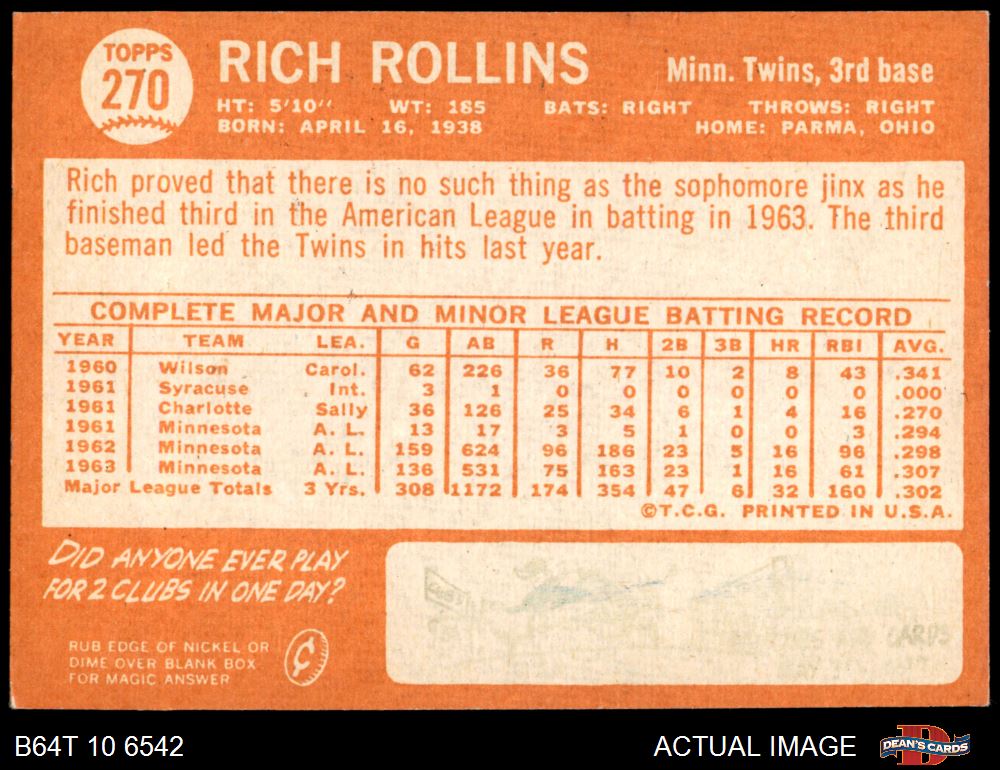 TOPPS
270
RICH ROLLINS
Minn. Twins, 3rd base
HT: 5'10" WT: 185 BATS: RIGHT THROWS: RIGHT
BORN: APRIL 16, 1938 HOME: PARMA, OHIO
Rich proved that there is no such thing as the sophomore jinx as he
finished third in the American League in batting in 1963. The third
baseman led the Twins in hits last year.
COMPLETE MAJOR AND MINOR LEAGUE BATTING RECORD
YEAR TEAM LEA. G AB R H 2B 3B HR RBI AVG.
1960 Wilson Carol. 62 226 36 77 10 2 8 43 .341
1961 Syracuse Int. 3 1 0 0 0 0 0 0 .000
1961 Charlotte Sally 36 126 25 34 6 1 4 16 .270
1961 Minnesota A. L. 13 17 3 5 1 0 0 3 .294
1962 Minnesota A. L. 159 624 96 186 23 5 16 96 .298
1963 Minnesota A. L. 136 531 75 163 23 1 16 61 .307
Major League Totals 3 Yrs. 308 1172 174 354 47 6 32 160 .302
©T.C.G. PRINTED IN U.S.A.
DID ANYONE EVER PLAY
FOR 2 CLUBS IN ONE DAY?
RUB EDGE OF NICKEL OR
DIME OVER BLANK BOX
FOR MAGIC ANSWER
¢
CARDS
B64T 10 6542
ACTUAL IMAGE
D
DEAN'S CARDS